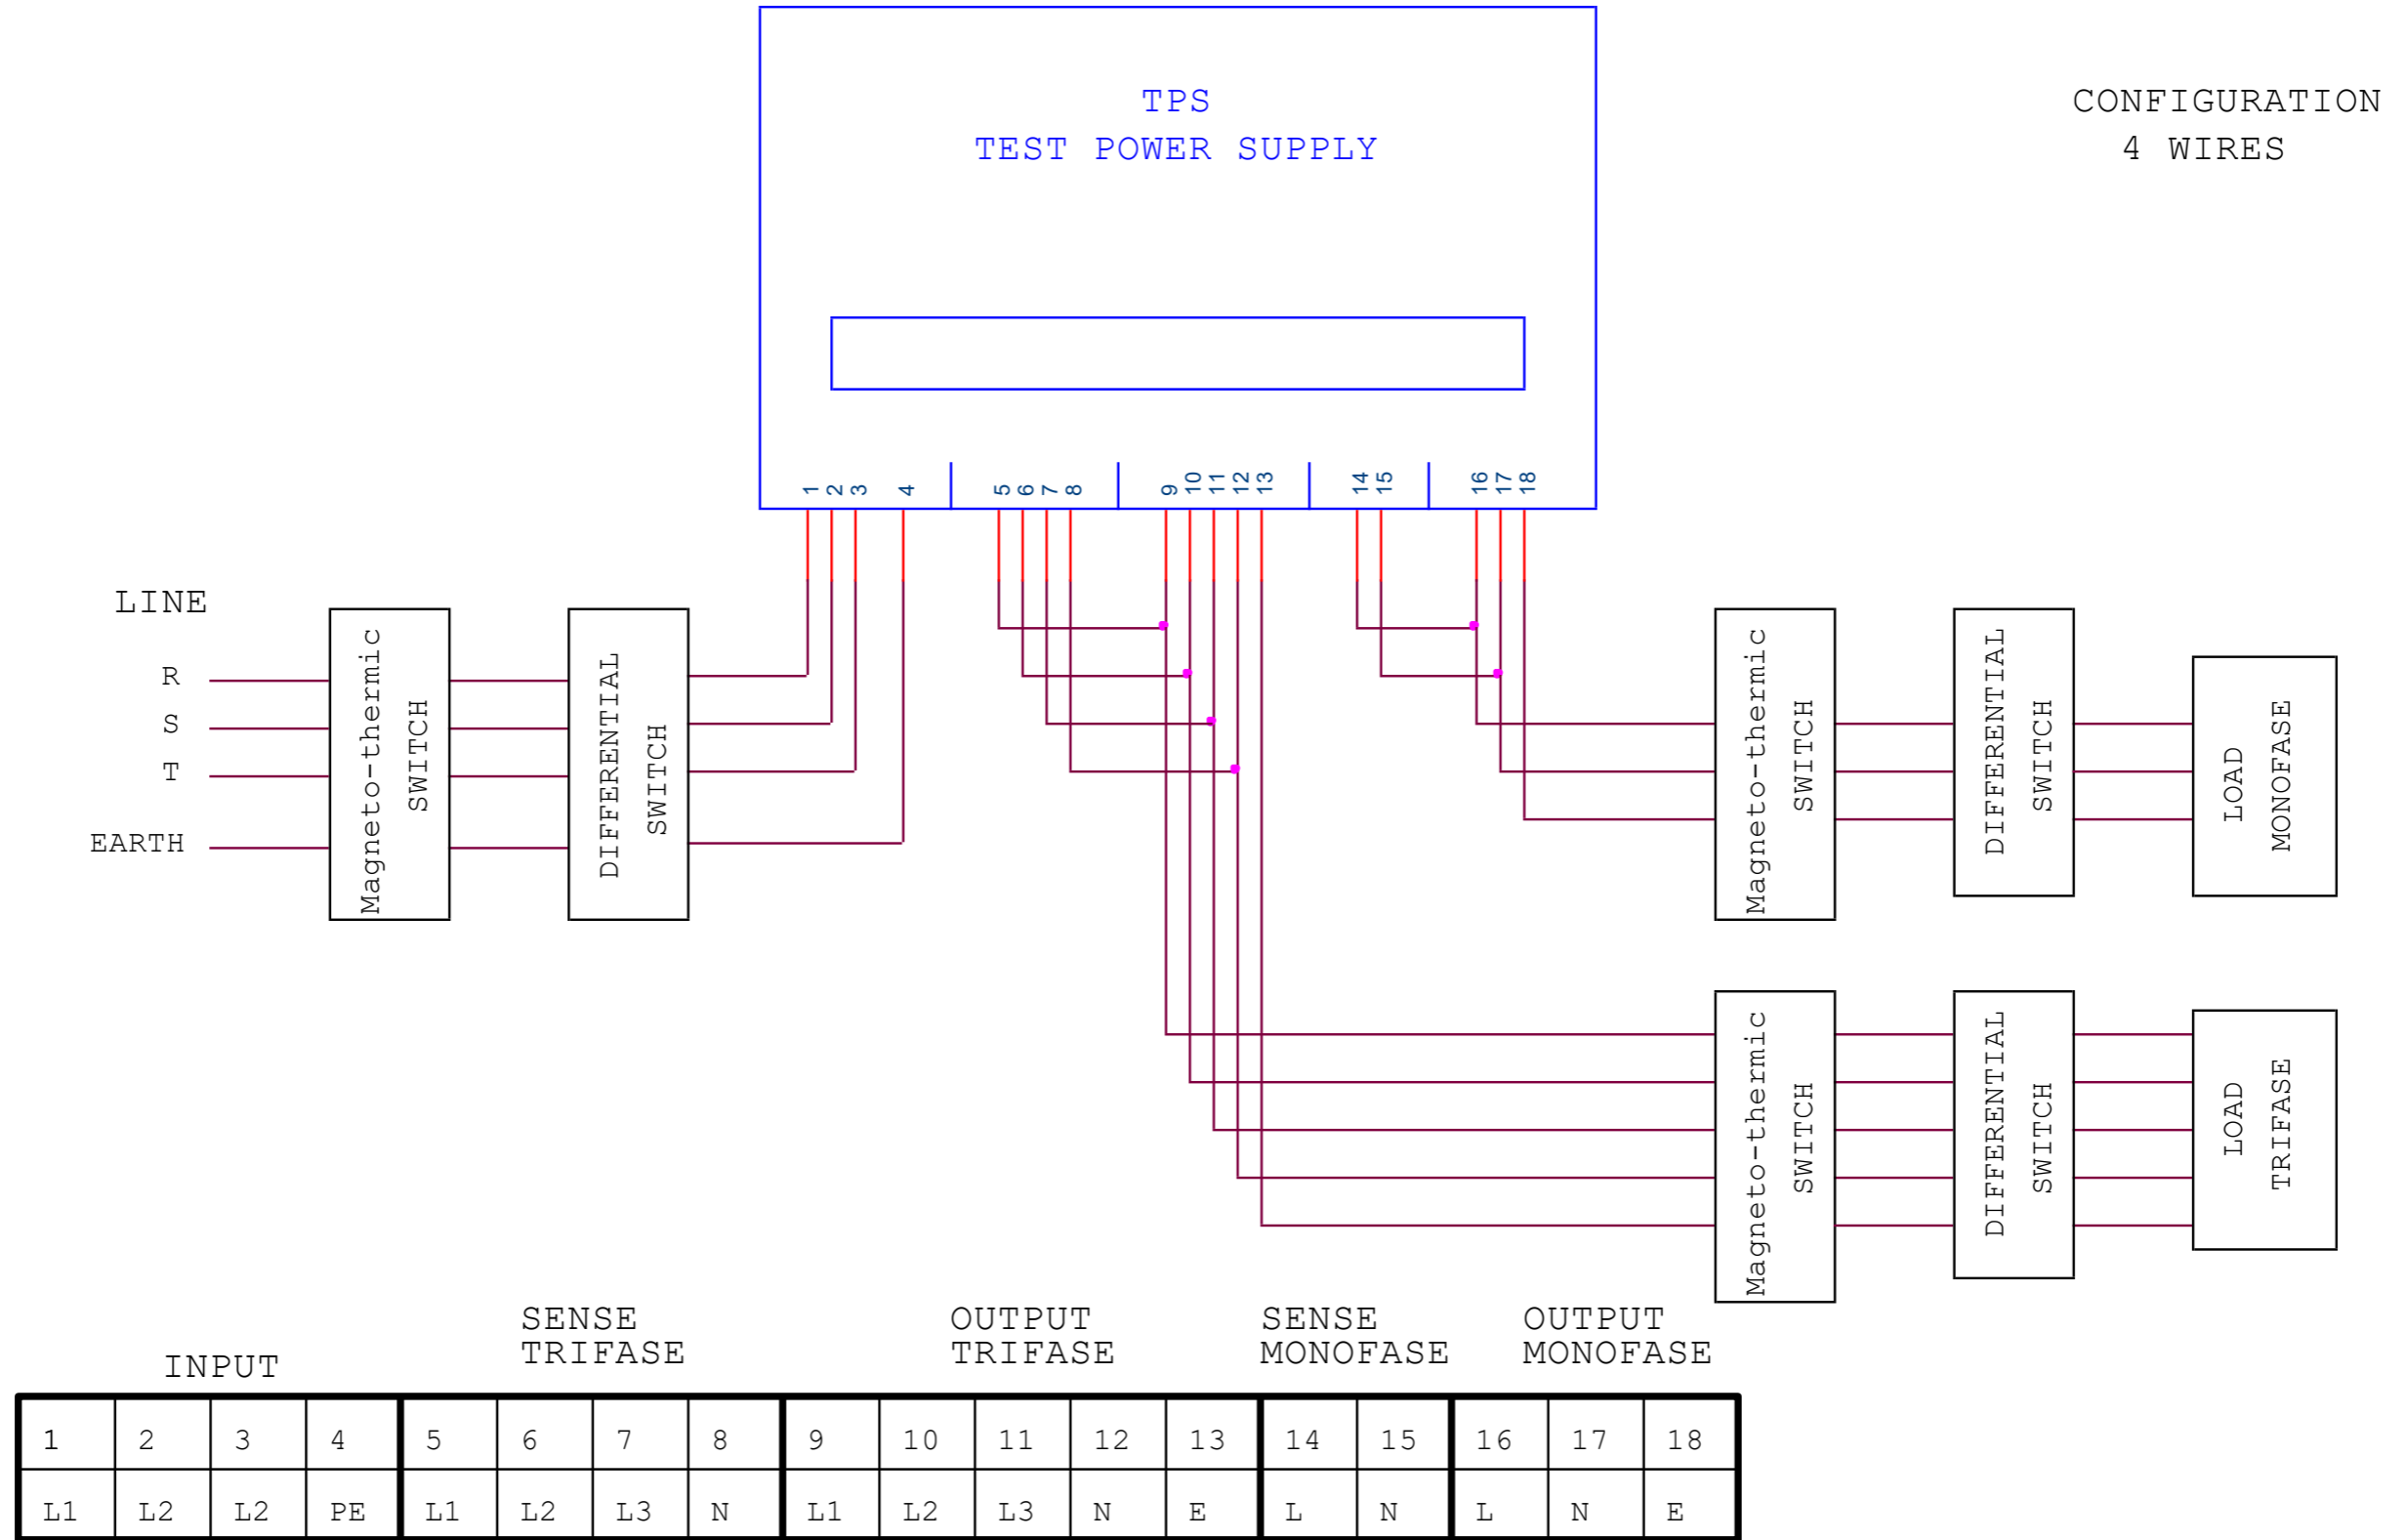 TPS
TEST POWER SUPPLY
CONFIGURATION
4 WIRES
1 2 3 4 5 6 7 8 9 10 11 12 13 14 15 16 17 18
LINE
R
S
T
EARTH
Magneto-thermic
SWITCH
DIFFERENTIAL
SWITCH
Magneto-thermic
SWITCH
DIFFERENTIAL
SWITCH
LOAD
MONOFASE
Magneto-thermic
SWITCH
DIFFERENTIAL
SWITCH
LOAD
TRIFASE
INPUT
SENSE
TRIFASE
OUTPUT
TRIFASE
SENSE
MONOFASE
OUTPUT
MONOFASE
1 2 3 4 5 6 7 8 9 10 11 12 13 14 15 16 17 18
L1 L2 L2 PE L1 L2 L3 N L1 L2 L3 N E L N L N E